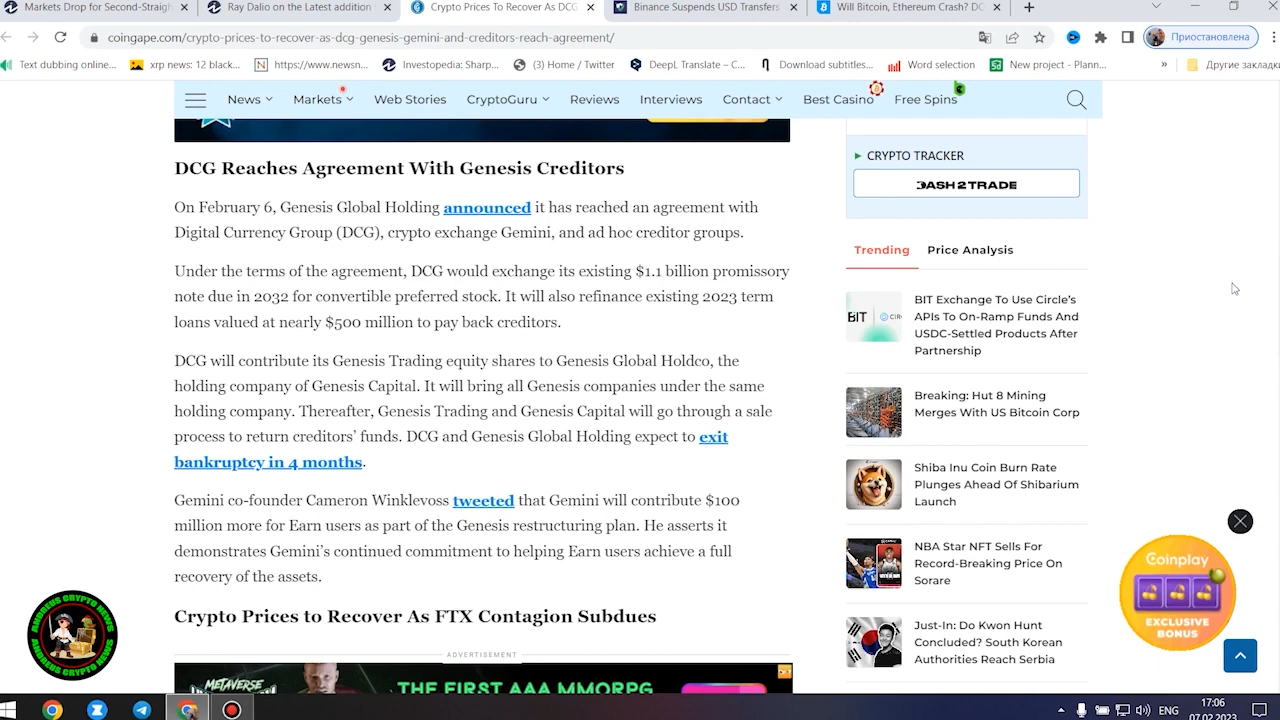 Markets Drop for Second-Straigh
Ray Dalio on the Latest addition
Crypto Prices To Recover As DCG
Binance Suspends USD Transfers
Will Bitcoin, Ethereum Crash? DC
coingape.com/crypto-prices-to-recover-as-dcg-genesis-gemini-and-creditors-reach-agreement/
Приостановлена
Text dubbing online...
xrp news: 12 black...
https://www.newsn...
Investopedia: Sharp...
(3) Home / Twitter
DeepL Translate – C...
Download subtitles...
Word selection
New project - Plann...
»
Другие закладки
News
Markets
Web Stories
CryptoGuru
Reviews
Interviews
Contact
Best Casino
Free Spins
DCG Reaches Agreement With Genesis Creditors
On February 6, Genesis Global Holding announced it has reached an agreement with
Digital Currency Group (DCG), crypto exchange Gemini, and ad hoc creditor groups.
Under the terms of the agreement, DCG would exchange its existing $1.1 billion promissory
note due in 2032 for convertible preferred stock. It will also refinance existing 2023 term
loans valued at nearly $500 million to pay back creditors.
DCG will contribute its Genesis Trading equity shares to Genesis Global Holdco, the
holding company of Genesis Capital. It will bring all Genesis companies under the same
holding company. Thereafter, Genesis Trading and Genesis Capital will go through a sale
process to return creditors' funds. DCG and Genesis Global Holding expect to exit
bankruptcy in 4 months.
Gemini co-founder Cameron Winklevoss tweeted that Gemini will contribute $100
million more for Earn users as part of the Genesis restructuring plan. He asserts it
demonstrates Gemini's continued commitment to helping Earn users achieve a full
recovery of the assets.
Crypto Prices to Recover As FTX Contagion Subdues
ADVERTISEMENT
METAVERSE
THE FIRST AAA MMORPG
CRYPTO TRACKER
DASH 2 TRADE
Trending
Price Analysis
BIT
BIT Exchange To Use Circle's
APIs To On-Ramp Funds And
USDC-Settled Products After
Partnership
Breaking: Hut 8 Mining
Merges With US Bitcoin Corp
Shiba Inu Coin Burn Rate
Plunges Ahead Of Shibarium
Launch
NBA Star NFT Sells For
Record-Breaking Price On
Sorare
Just-In: Do Kwon Hunt
Concluded? South Korean
Authorities Reach Serbia
Coinplay
EXCLUSIVE
BONUS
ANDREUS CRYPTO NEWS
ANDREUS CRYPTO NEWS
ENG
17:06
07.02.2023